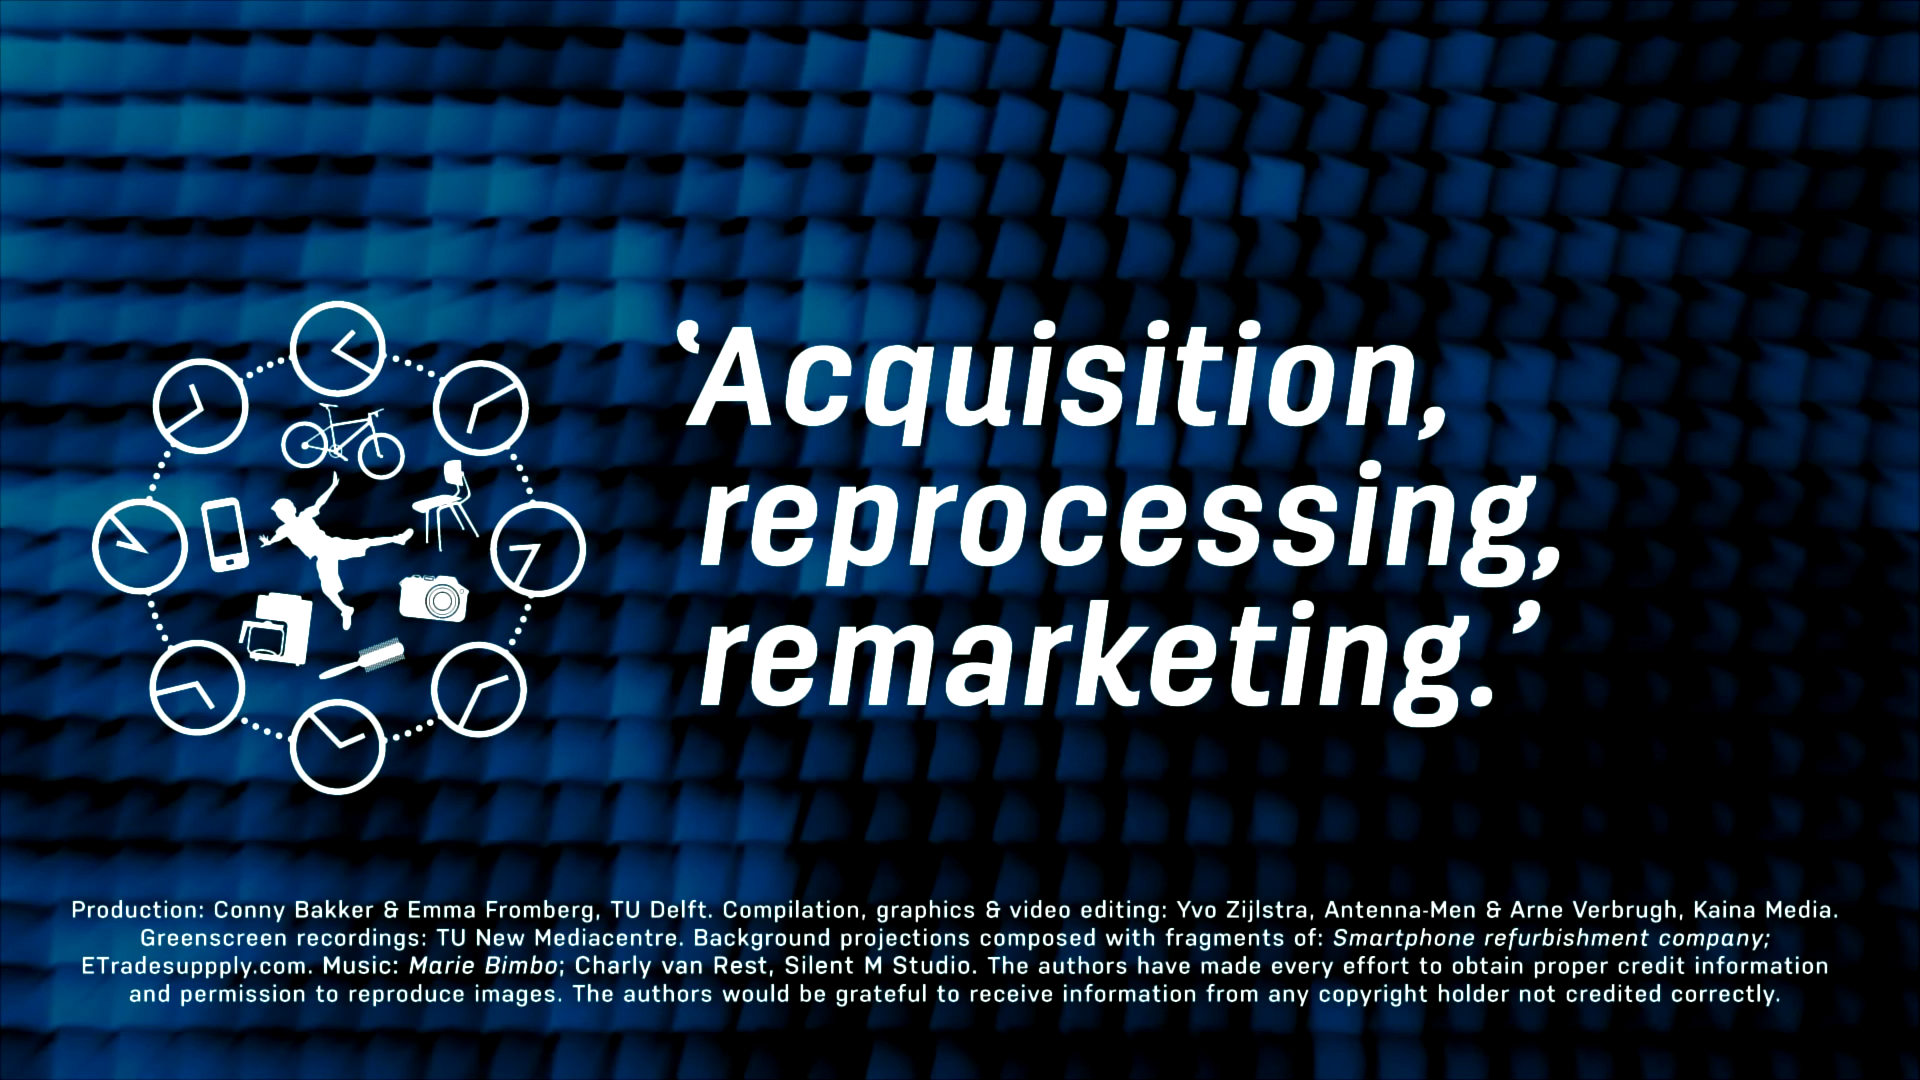 ‘Acquisition,
reprocessing,
remarketing.’
Production: Conny Bakker & Emma Fromberg, TU Delft. Compilation, graphics & video editing: Yvo Zijlstra, Antenna-Men & Arne Verbrugh, Kaina Media.
Greenscreen recordings: TU New Mediacentre. Background projections composed with fragments of: Smartphone refurbishment company;
ETradesuppply.com. Music: Marie Bimbo; Charly van Rest, Silent M Studio. The authors have made every effort to obtain proper credit information
and permission to reproduce images. The authors would be grateful to receive information from any copyright holder not credited correctly.